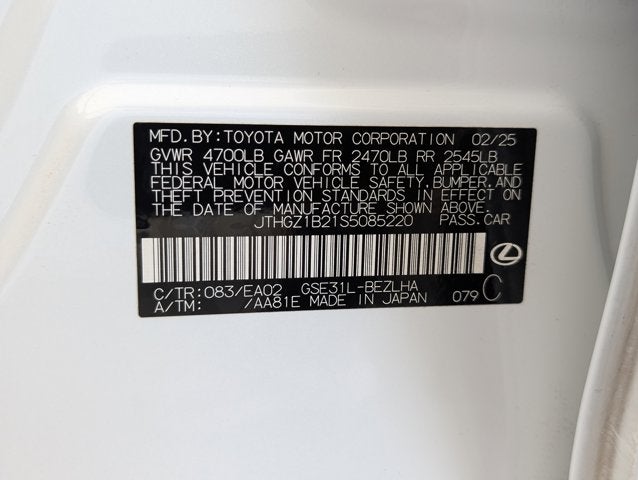 MFD. BY: TOYOTA MOTOR CORPORATION 02/25
GVWR 4700LB GAWR FR 2470LB RR 2545LB
THIS VEHICLE CONFORMS TO ALL APPLICABLE
FEDERAL MOTOR VEHICLE SAFETY, BUMPER, AND
THEFT PREVENTION STANDARDS IN EFFECT ON
THE DATE OF MANUFACTURE SHOWN ABOVE.
JTHGZ1B21S5085220 PASS. CAR
C/TR: 083/EA02 GSE31L-BEZLHA
A/TM: /AA81E MADE IN JAPAN 079 C